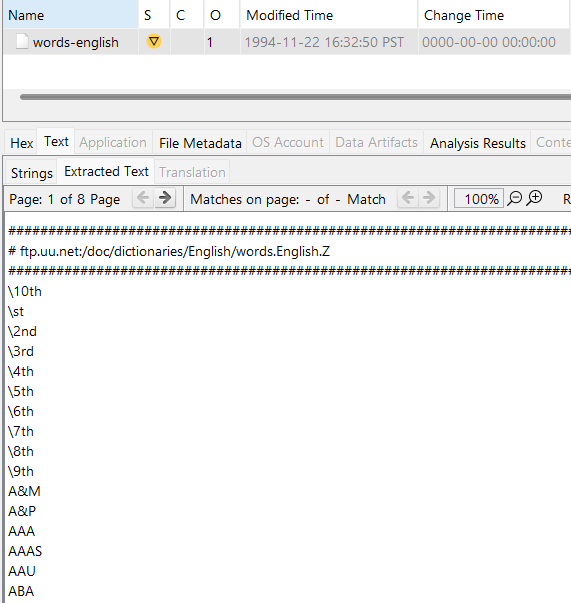 Name S C O Modified Time Change Time
words-english 1 1994-11-22 16:32:50 PST 0000-00-00 00:00:00
Hex Text Application File Metadata OS Account Data Artifacts Analysis Results Conte
Strings Extracted Text Translation
Page: 1 of 8 Page Matches on page: - of - Match 100% R
######################################################################
# ftp.uu.net:/doc/dictionaries/English/words.English.Z
######################################################################
\10th
\st
\2nd
\3rd
\4th
\5th
\6th
\7th
\8th
\9th
A&M
A&P
AAA
AAAS
AAU
ABA